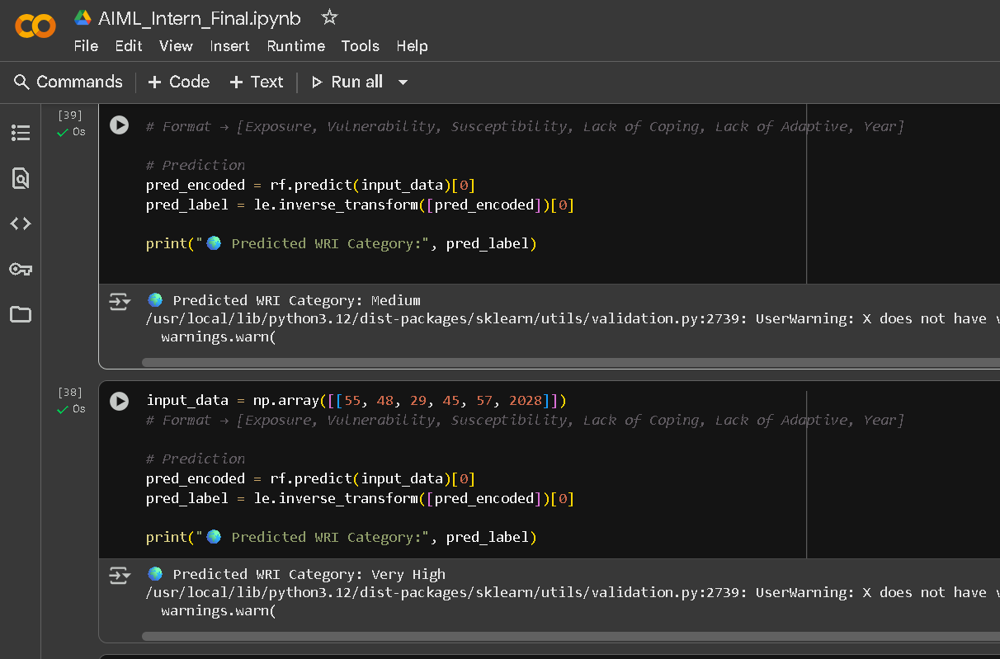 AIML_Intern_Final.ipynb
File Edit View Insert Runtime Tools Help
Commands + Code + Text Run all
[39]
0s
# Format → [Exposure, Vulnerability, Susceptibility, Lack of Coping, Lack of Adaptive, Year]
# Prediction
pred_encoded = rf.predict(input_data)[0]
pred_label = le.inverse_transform([pred_encoded])[0]
print("🌍 Predicted WRI Category:", pred_label)
🌍 Predicted WRI Category: Medium
/usr/local/lib/python3.12/dist-packages/sklearn/utils/validation.py:2739: UserWarning: X does not have
warnings.warn(
[38]
0s
input_data = np.array([[55, 48, 29, 45, 57, 2028]])
# Format → [Exposure, Vulnerability, Susceptibility, Lack of Coping, Lack of Adaptive, Year]
# Prediction
pred_encoded = rf.predict(input_data)[0]
pred_label = le.inverse_transform([pred_encoded])[0]
print("🌍 Predicted WRI Category:", pred_label)
🌍 Predicted WRI Category: Very High
/usr/local/lib/python3.12/dist-packages/sklearn/utils/validation.py:2739: UserWarning: X does not have
warnings.warn(